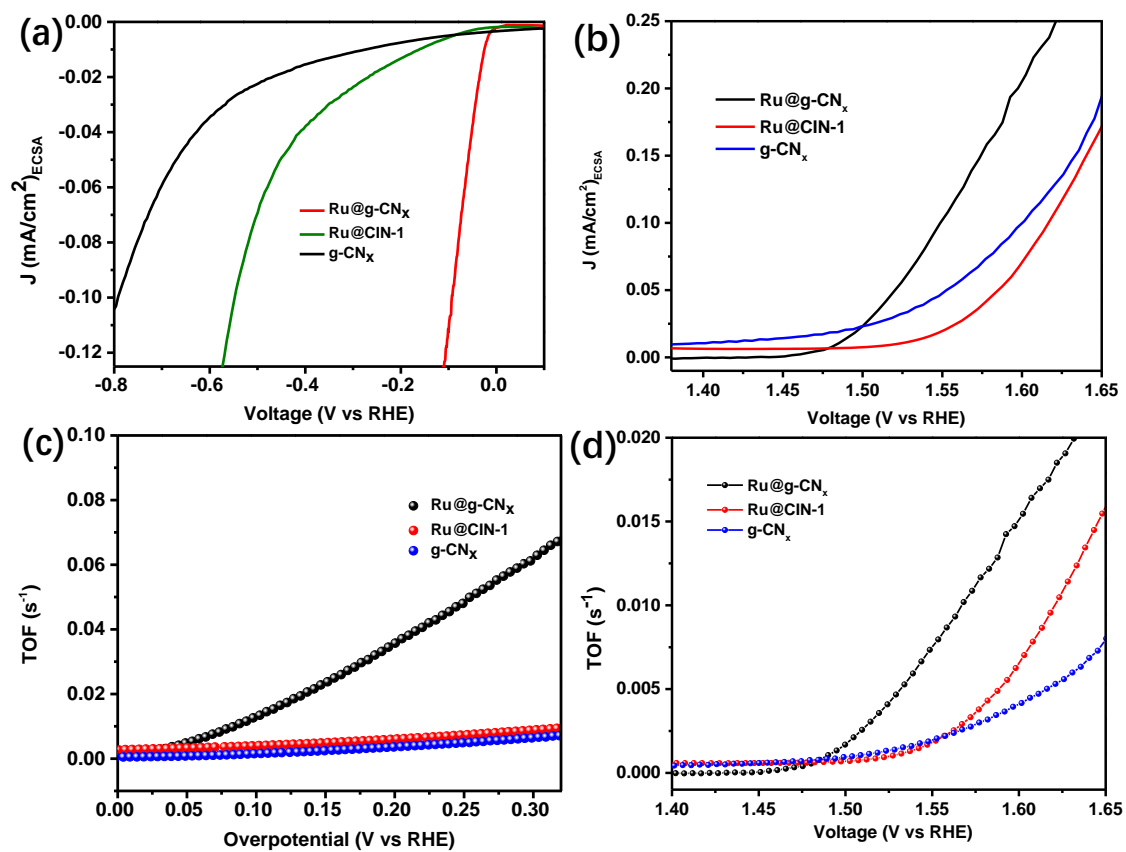 (a)
0.00
-0.02
-0.04
-0.06
-0.08
-0.10
-0.12
J (mA/cm²)ECSA
Ru@g-CNx
Ru@CIN-1
g-CNx
-0.8 -0.6 -0.4 -0.2 0.0
Voltage (V vs RHE)
(b)
0.25
0.20
0.15
0.10
0.05
0.00
J (mA/cm²)ECSA
Ru@g-CNx
Ru@CIN-1
g-CNx
1.40 1.45 1.50 1.55 1.60 1.65
Voltage (V vs RHE)
(c)
0.10
0.08
0.06
0.04
0.02
0.00
TOF (s⁻¹)
Ru@g-CNx
Ru@CIN-1
g-CNx
0.00 0.05 0.10 0.15 0.20 0.25 0.30
Overpotential (V vs RHE)
(d)
0.020
0.015
0.010
0.005
0.000
TOF (s⁻¹)
Ru@g-CNx
Ru@CIN-1
g-CNx
1.40 1.45 1.50 1.55 1.60 1.65
Voltage (V vs RHE)